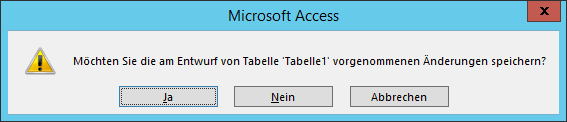 Microsoft Access
Möchten Sie die am Entwurf von Tabelle 'Tabelle1' vorgenommenen Änderungen speichern?
Ja Nein Abbrechen